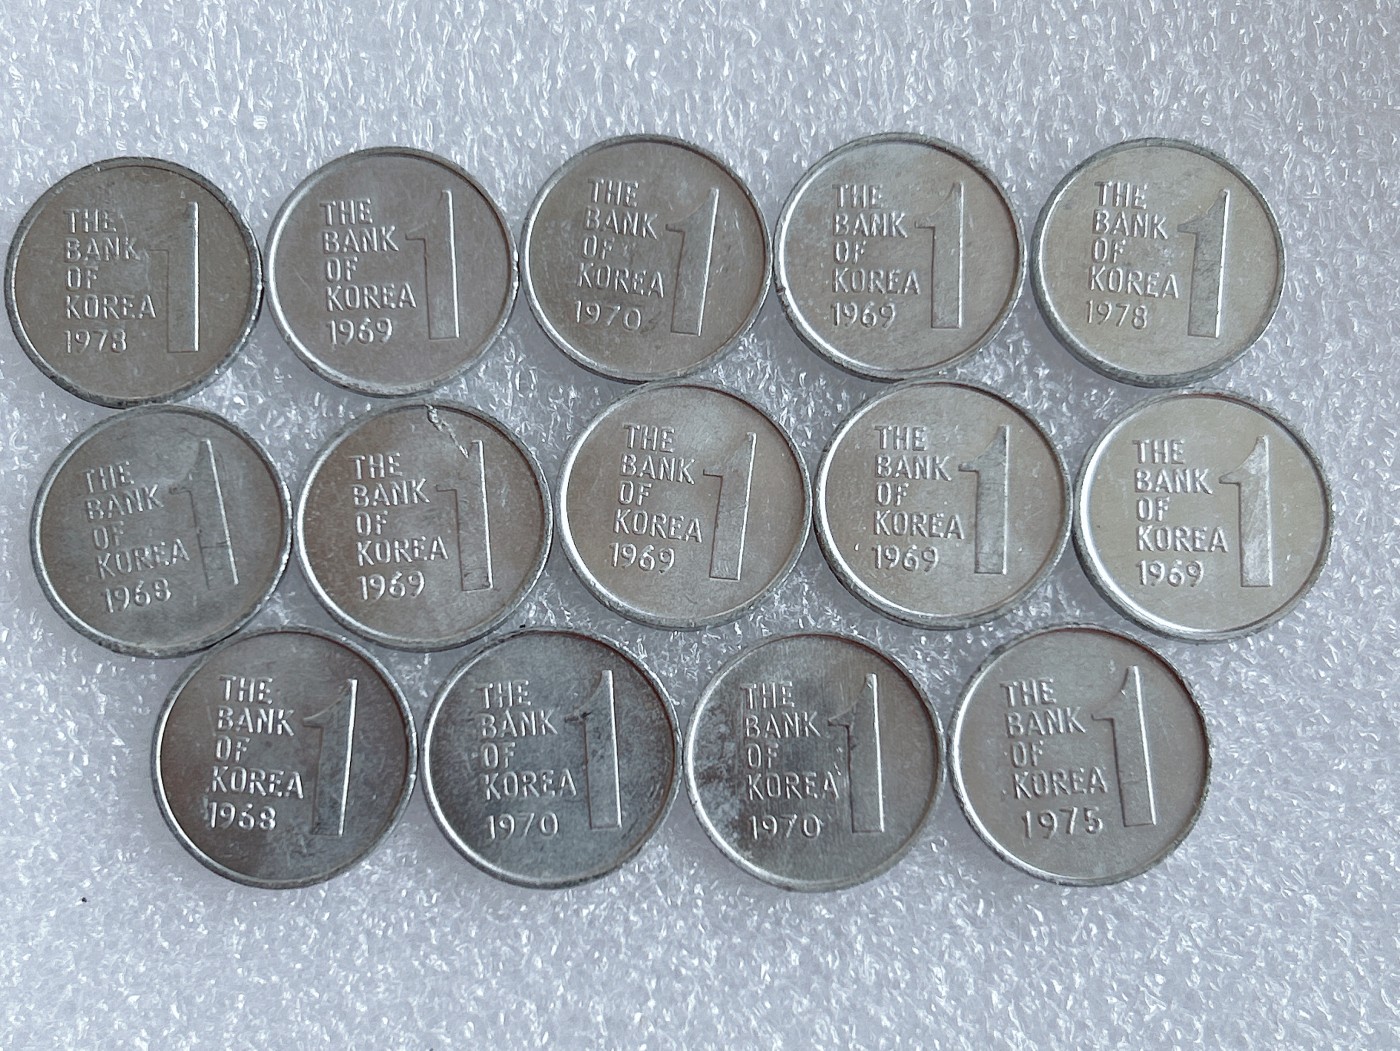 THE
BANK
OF
KOREA
1978
1
THE
BANK
OF
KOREA
1969
1
THE
BANK
OF
KOREA
1970
1
THE
BANK
OF
KOREA
1969
1
THE
BANK
OF
KOREA
1978
1
THE
BANK
OF
KOREA
1968
1
THE
BANK
OF
KOREA
1969
1
THE
BANK
OF
KOREA
1969
1
THE
BANK
OF
KOREA
1969
1
THE
BANK
OF
KOREA
1969
1
THE
BANK
OF
KOREA
1968
1
THE
BANK
OF
KOREA
1970
1
THE
BANK
OF
KOREA
1970
1
THE
BANK
OF
KOREA
1975
1